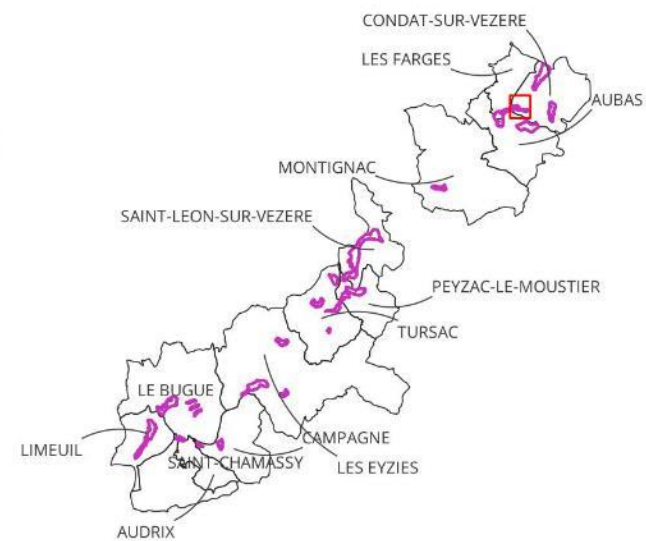 CONDAT-SUR-VEZERE
LES FARGES
AUBAS
MONTIGNAC
SAINT-LEON-SUR-VEZERE
PEYZAC-LE-MOUSTIER
TURSAC
LE BUGUE
CAMPAGNE
LIMEUIL
SAINT-CHAMASSY
LES EYZIES
AUDRIX